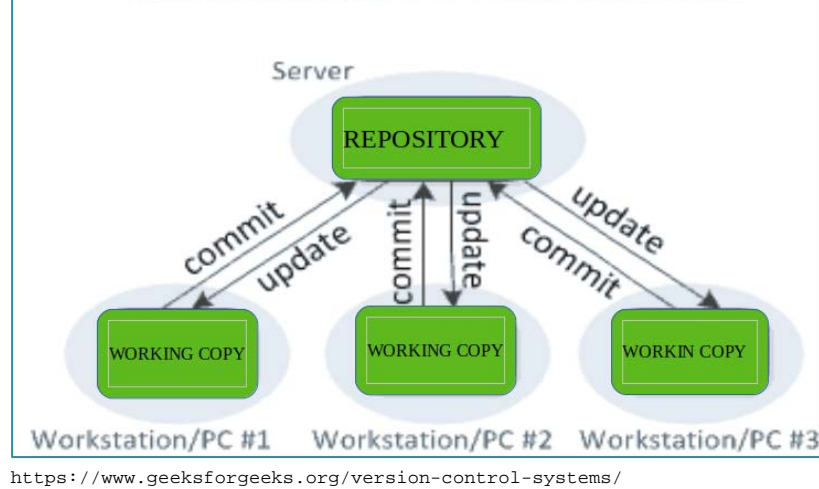 Server
REPOSITORY
commit
update
commit
update
commit
update
WORKING COPY
WORKING COPY
WORKIN COPY
Workstation/PC #1
Workstation/PC #2
Workstation/PC #3
https://www.geeksforgeeks.org/version-control-systems/